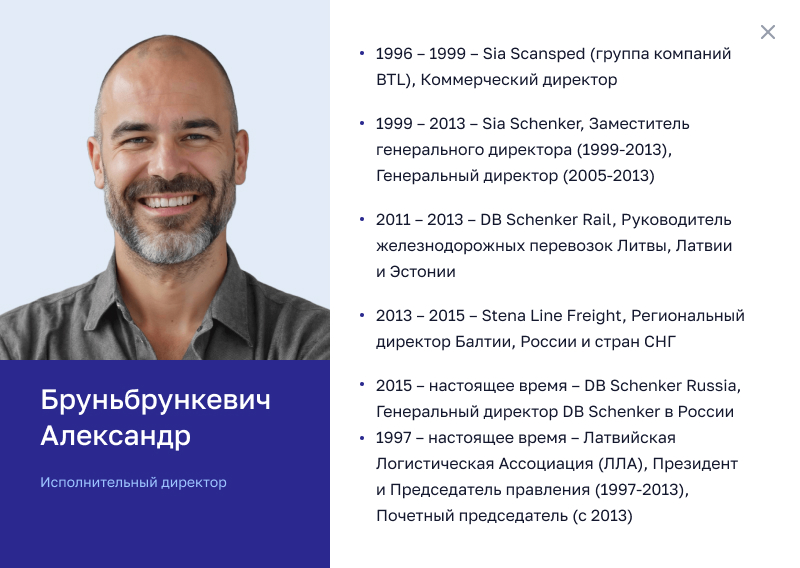 Бруньбрункевич
Александр
Исполнительный директор
• 1996 – 1999 – Sia Scansped (группа компаний
BTL), Коммерческий директор
• 1999 – 2013 – Sia Schenker, Заместитель
генерального директора (1999-2013),
Генеральный директор (2005-2013)
• 2011 – 2013 – DB Schenker Rail, Руководитель
железнодорожных перевозок Литвы, Латвии
и Эстонии
• 2013 – 2015 – Stena Line Freight, Региональный
директор Балтии, России и стран СНГ
• 2015 – настоящее время – DB Schenker Russia,
Генеральный директор DB Schenker в России
• 1997 – настоящее время – Латвийская
Логистическая Ассоциация (ЛЛА), Президент
и Председатель правления (1997-2013),
Почетный председатель (с 2013)